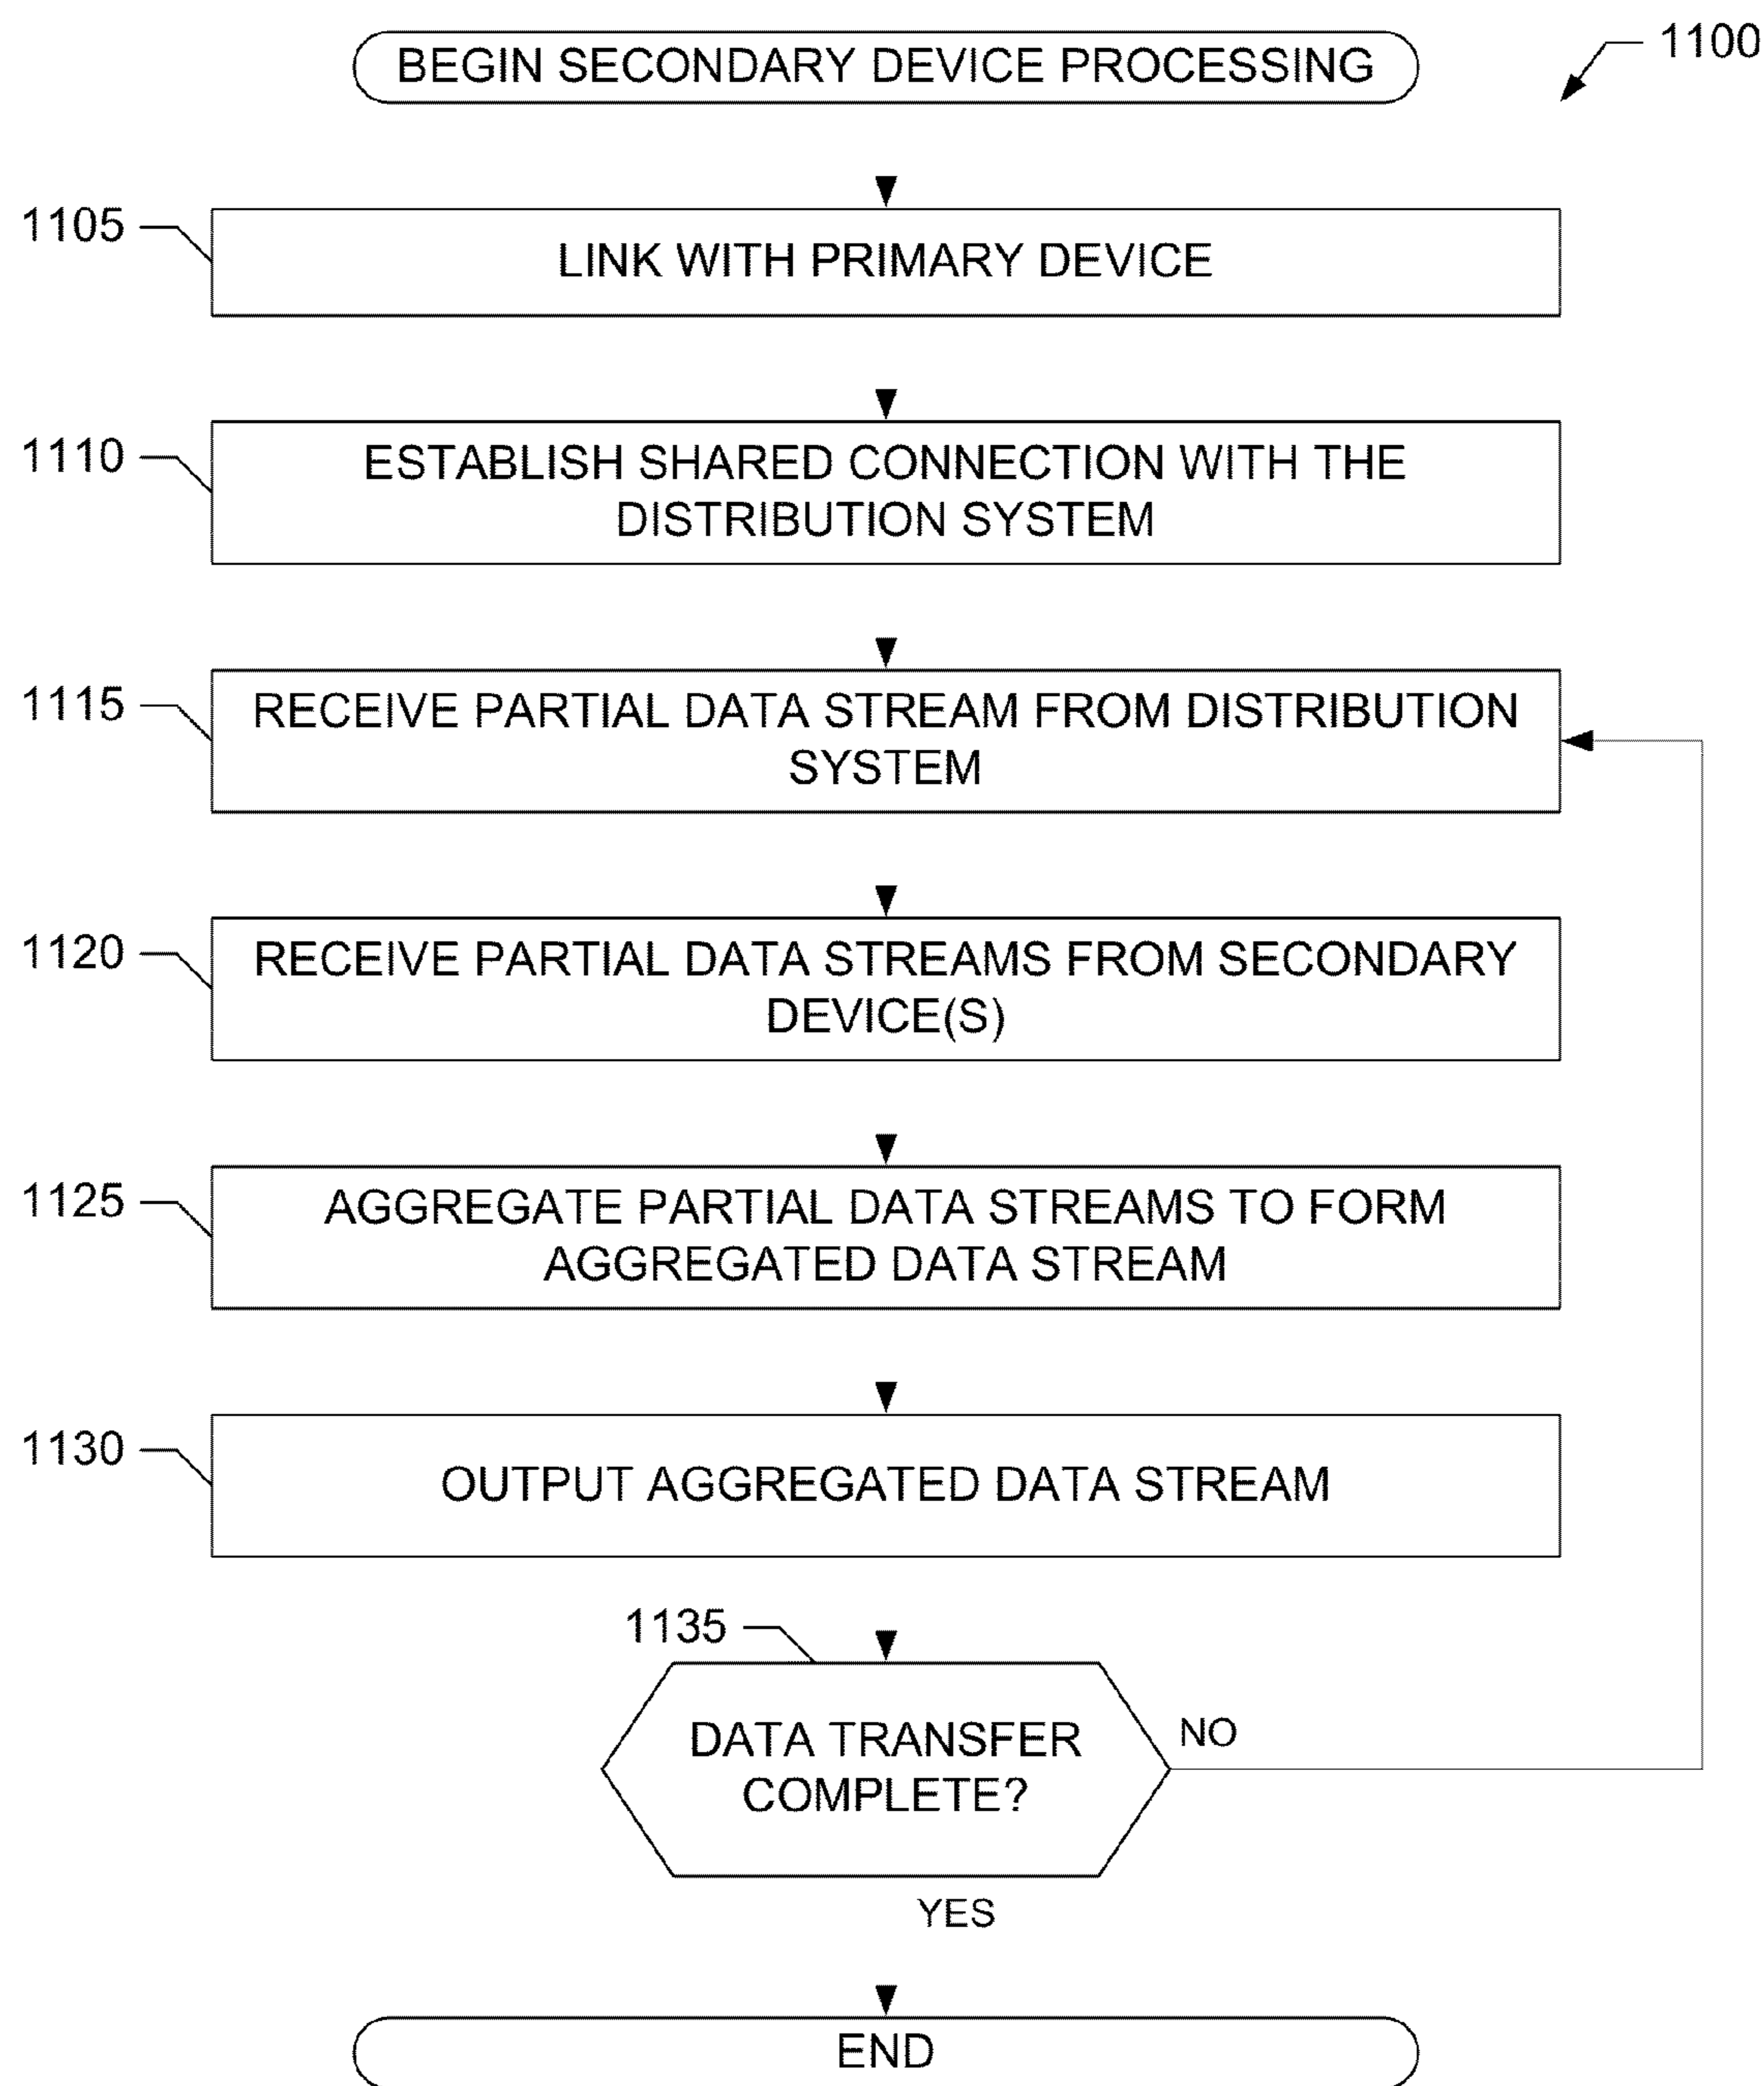 BEGIN SECONDARY DEVICE PROCESSING
1100
1105
LINK WITH PRIMARY DEVICE
1110
ESTABLISH SHARED CONNECTION WITH THE
DISTRIBUTION SYSTEM
1115
RECEIVE PARTIAL DATA STREAM FROM DISTRIBUTION
SYSTEM
1120
RECEIVE PARTIAL DATA STREAMS FROM SECONDARY
DEVICE(S)
1125
AGGREGATE PARTIAL DATA STREAMS TO FORM
AGGREGATED DATA STREAM
1130
OUTPUT AGGREGATED DATA STREAM
1135
DATA TRANSFER
COMPLETE?
NO
YES
END